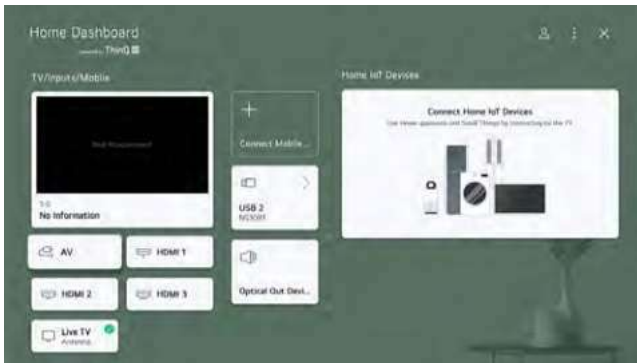 Home Dashboard
ThinQ
TV/Inputs/Mobile
Home IoT Devices
No Information
AV
HDMI 1
HDMI 2
HDMI 3
Live TV
Antenna
Connect Mobile...
USB 2
Optical Out Devi...
Connect Home IoT Devices